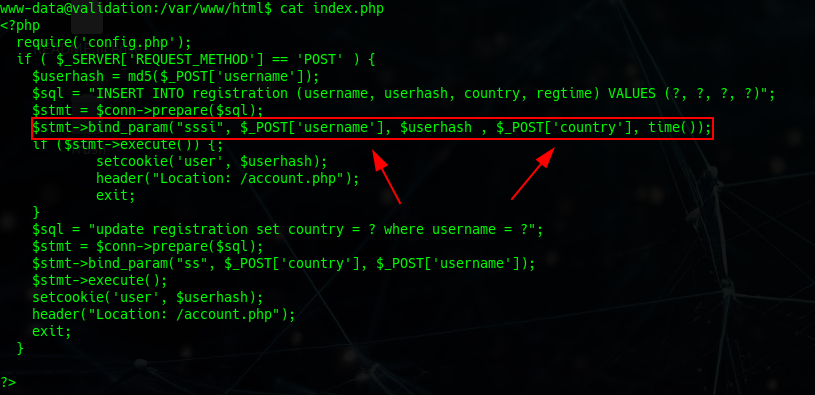 www-data@validation:/var/www/html$ cat index.php
<?php
  require('config.php');
  if ( $_SERVER['REQUEST_METHOD'] == 'POST' ) {
    $userhash = md5($_POST['username']);
    $sql = "INSERT INTO registration (username, userhash, country, regtime) VALUES (?, ?, ?, ?)";
    $stmt = $conn->prepare($sql);
    $stmt->bind_param("sssi", $_POST['username'], $userhash , $_POST['country'], time());
    if ($stmt->execute()) {;
            setcookie('user', $userhash);
            header("Location: /account.php");
            exit;
    }
    $sql = "update registration set country = ? where username = ?";
    $stmt = $conn->prepare($sql);
    $stmt->bind_param("ss", $_POST['country'], $_POST['username']);
    $stmt->execute();
    setcookie('user', $userhash);
    header("Location: /account.php");
    exit;
  }
?>